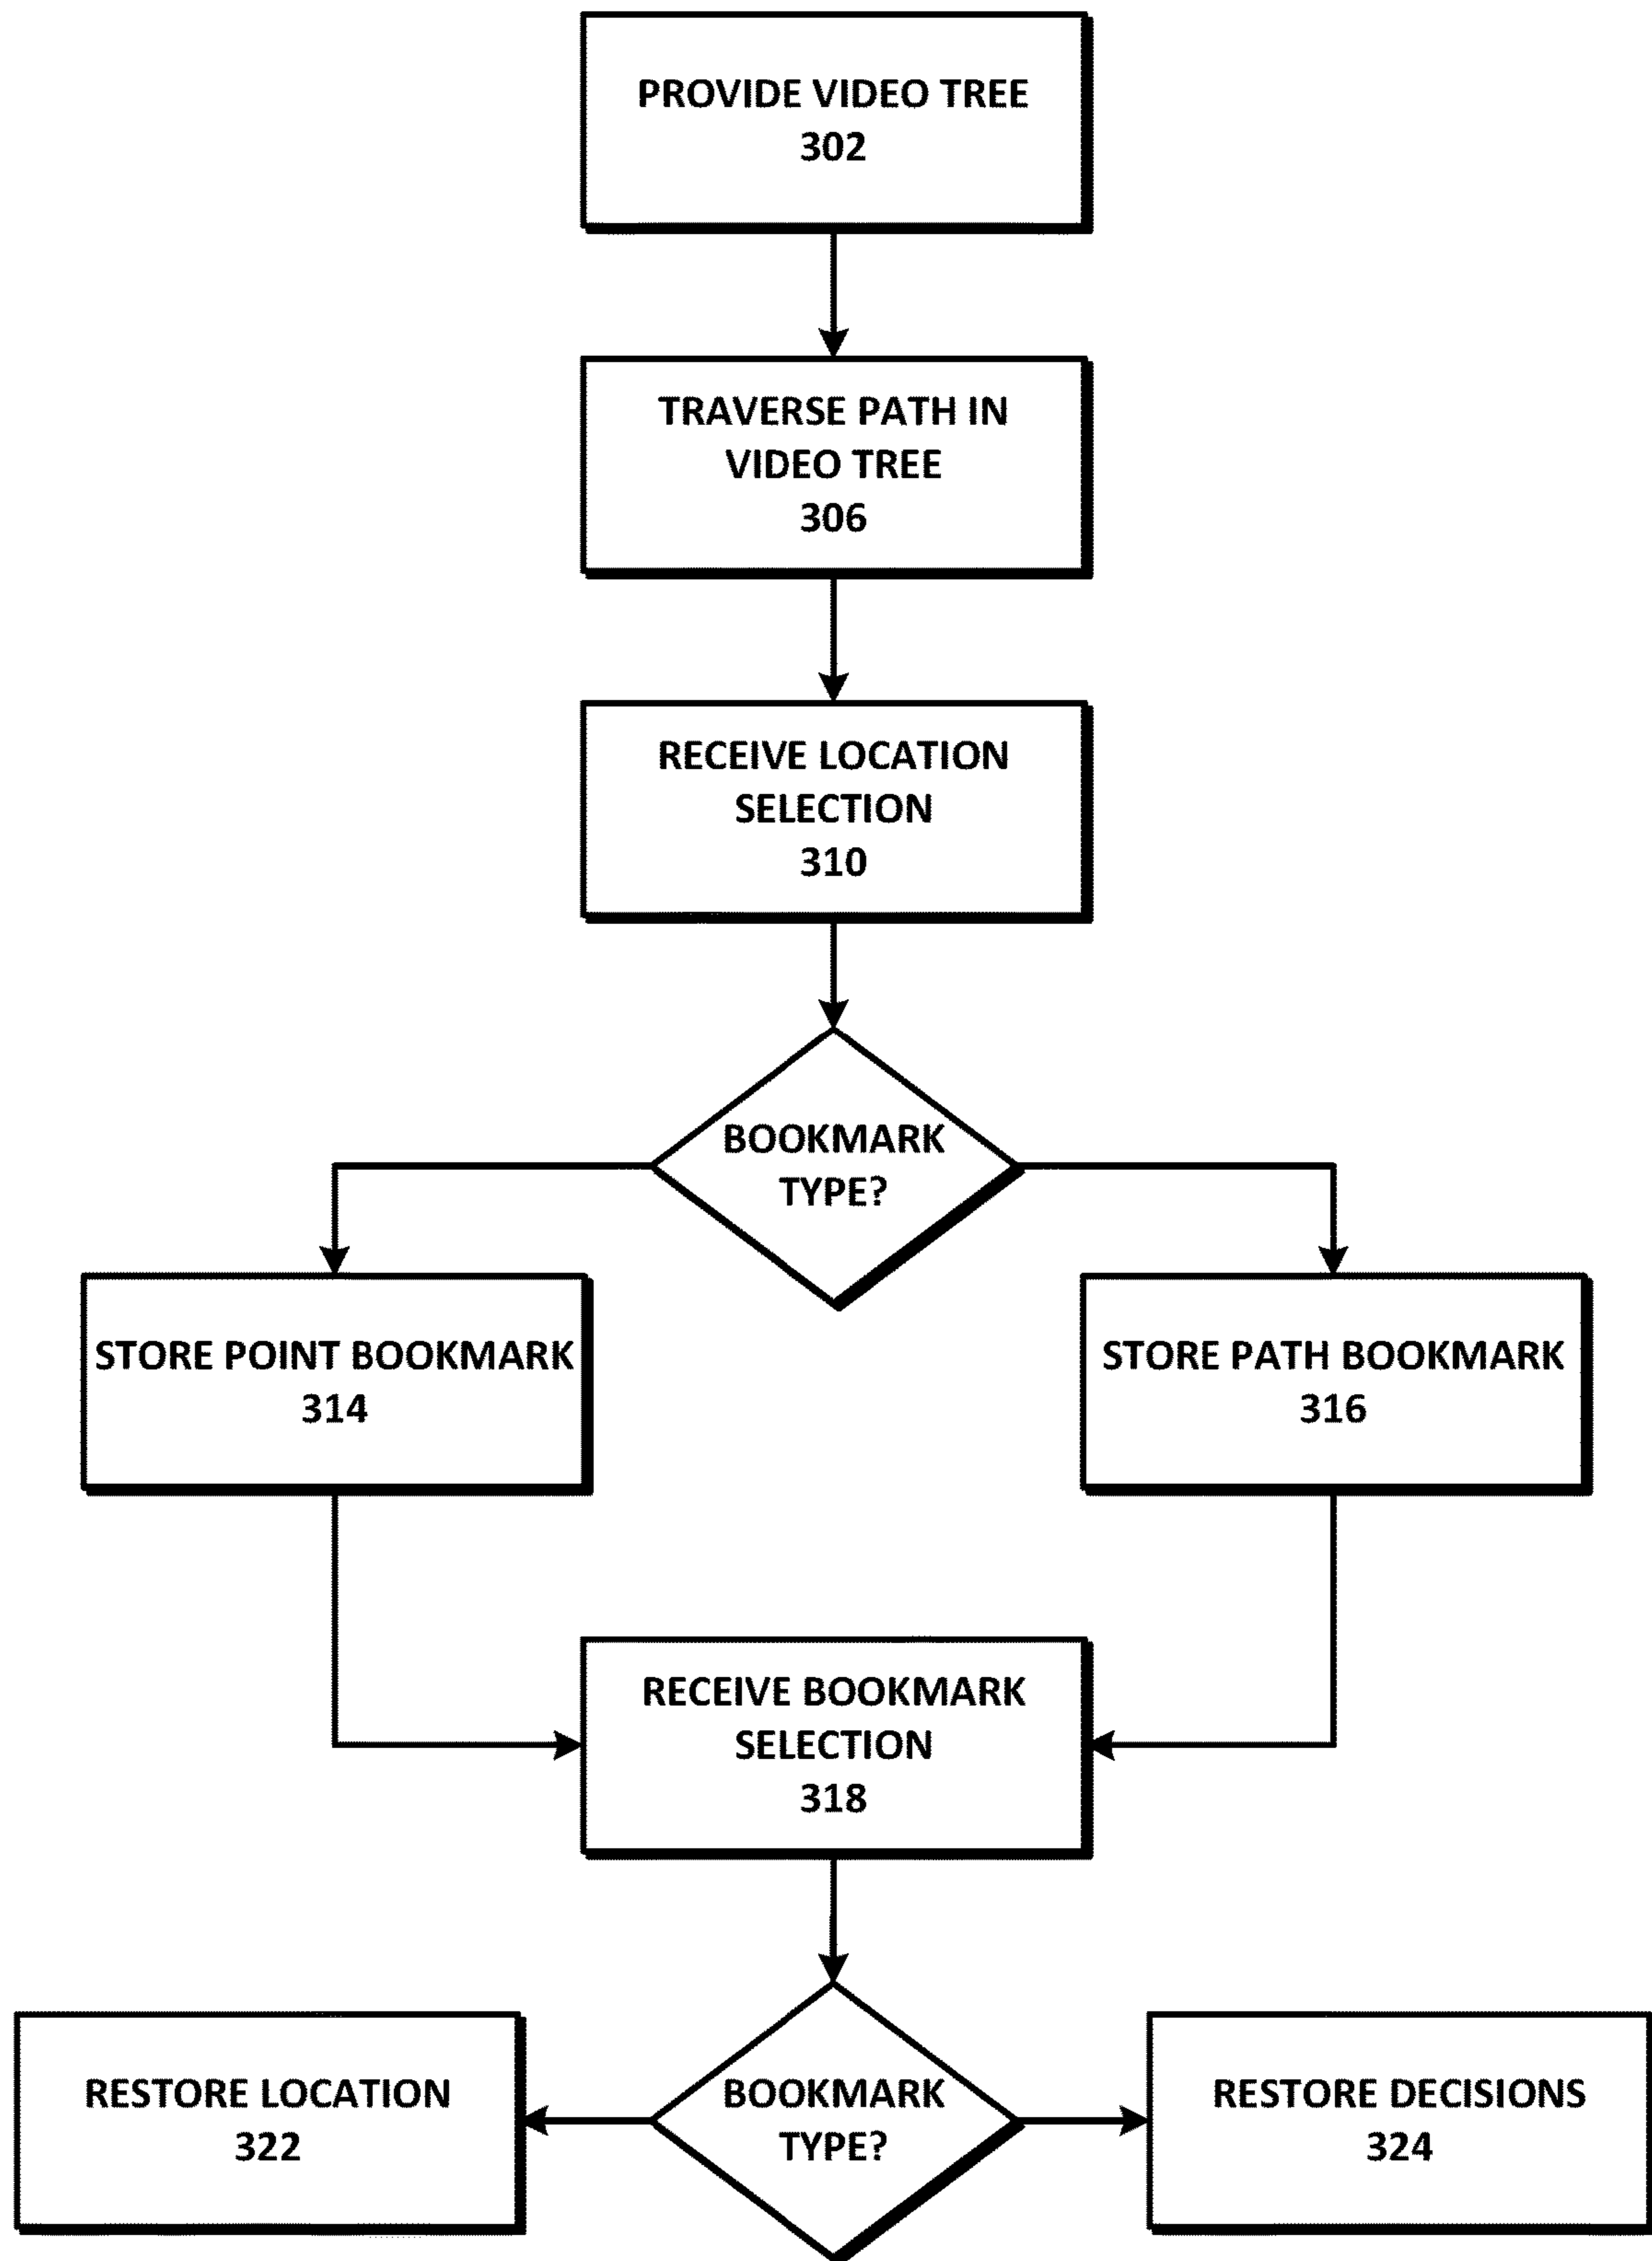 PROVIDE VIDEO TREE
302
TRAVERSE PATH IN
VIDEO TREE
306
RECEIVE LOCATION
SELECTION
310
BOOKMARK
TYPE?
STORE POINT BOOKMARK
314
STORE PATH BOOKMARK
316
RECEIVE BOOKMARK
SELECTION
318
RESTORE LOCATION
322
BOOKMARK
TYPE?
RESTORE DECISIONS
324